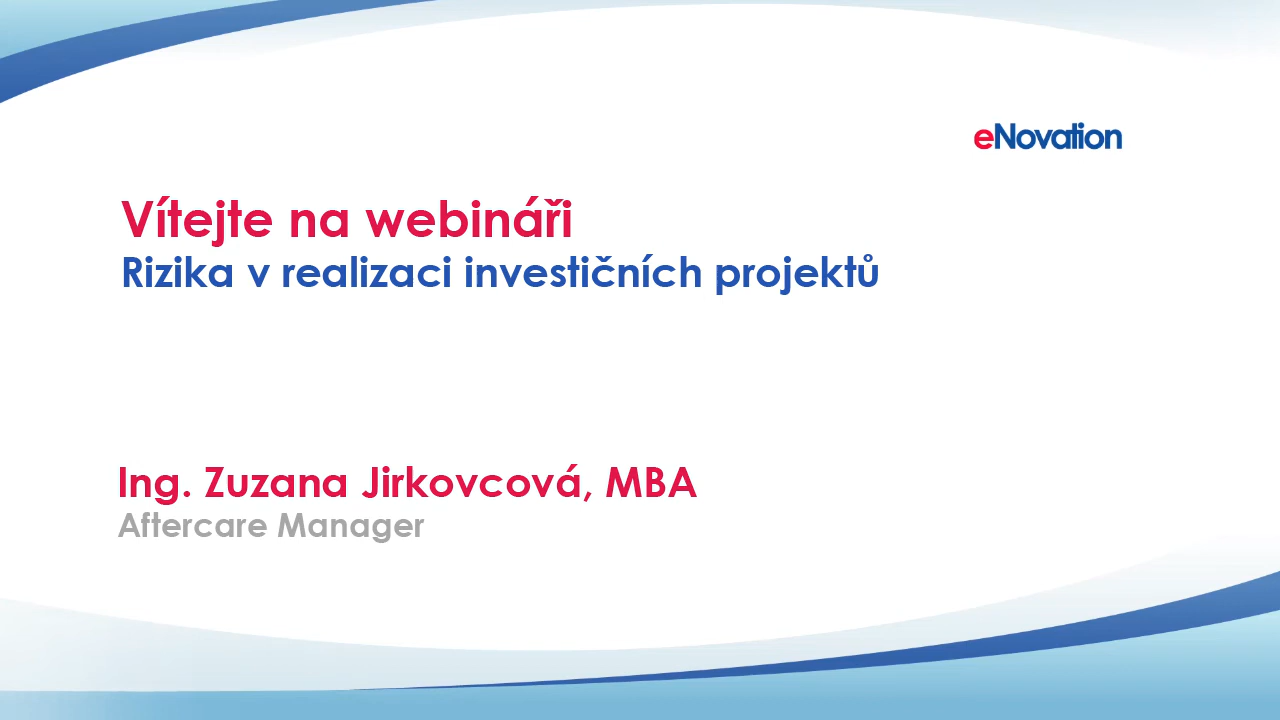 eNovation
Vítejte na webináři
Rizika v realizaci investičních projektů
Ing. Zuzana Jirkovcová, MBA
Aftercare Manager